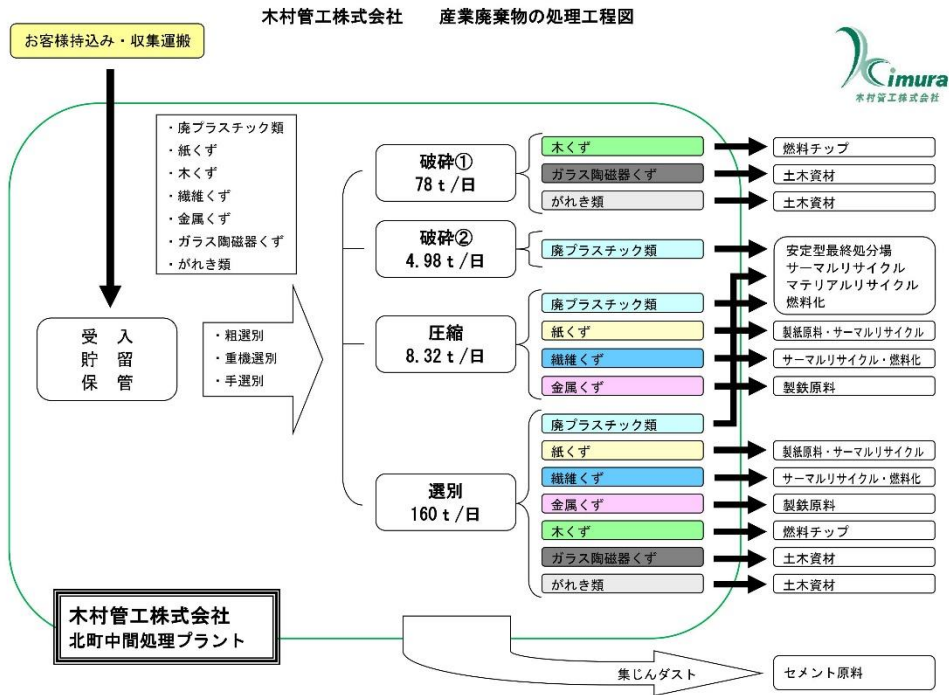 木村管工株式会社　　産業廃棄物の処理工程図
お客様持込み・収集運搬
Kimura
木村管工株式会社
・廃プラスチック類
・紙くず
・木くず
・繊維くず
・金属くず
・ガラス陶磁器くず
・がれき類
受　入
貯　留
保　管
・粗選別
・重機選別
・手選別
破砕①
78ｔ/日
木くず
燃料チップ
ガラス陶磁器くず
土木資材
がれき類
土木資材
破砕②
4.98ｔ/日
廃プラスチック類
安定型最終処分場
サーマルリサイクル
マテリアルリサイクル
燃料化
圧縮
8.32ｔ/日
廃プラスチック類
紙くず
製紙原料・サーマルリサイクル
繊維くず
サーマルリサイクル・燃料化
金属くず
製鉄原料
選別
160ｔ/日
廃プラスチック類
紙くず
製紙原料・サーマルリサイクル
繊維くず
サーマルリサイクル・燃料化
金属くず
製鉄原料
木くず
燃料チップ
ガラス陶磁器くず
土木資材
がれき類
土木資材
木村管工株式会社
北町中間処理プラント
集じんダスト
セメント原料